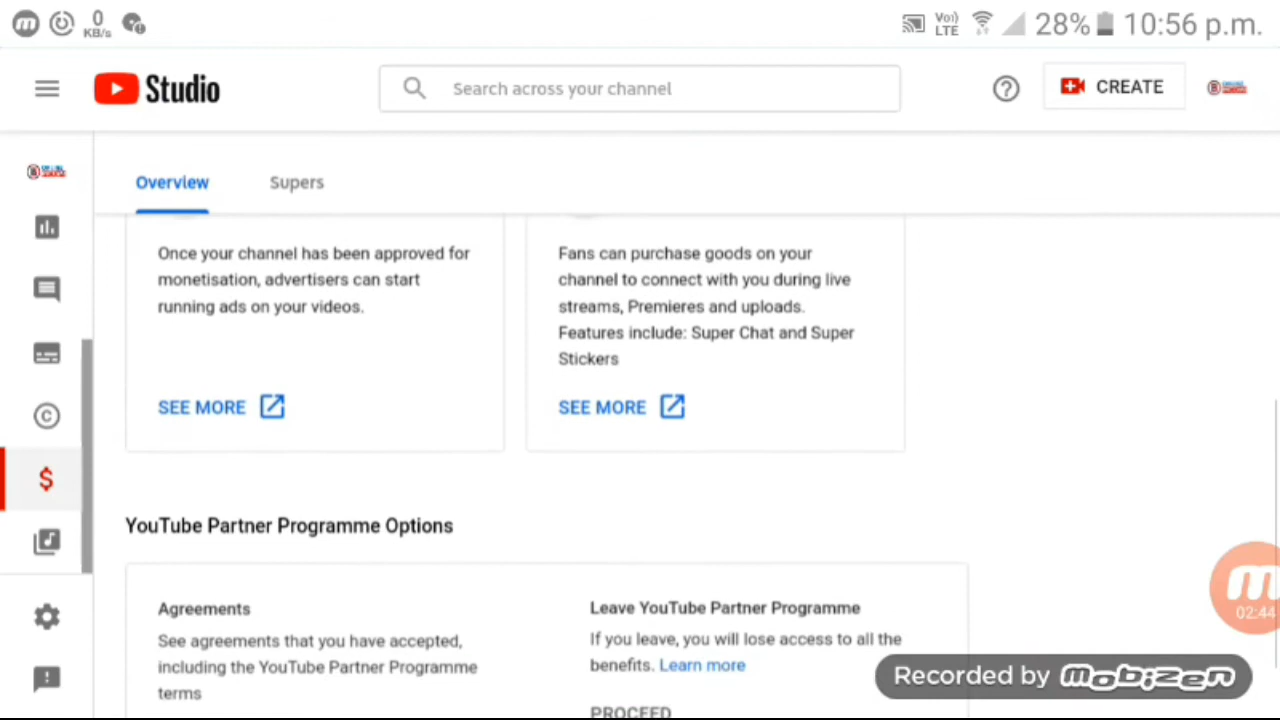 0
KB/s
Vo))
LTE
28%
10:56 p.m.
Studio
Search across your channel
CREATE
Overview
Supers
Once your channel has been approved for
monetisation, advertisers can start
running ads on your videos.
SEE MORE
Fans can purchase goods on your
channel to connect with you during live
streams, Premieres and uploads.
Features include: Super Chat and Super
Stickers
SEE MORE
YouTube Partner Programme Options
Agreements
See agreements that you have accepted,
including the YouTube Partner Programme
terms
Leave YouTube Partner Programme
If you leave, you will lose access to all the
benefits. Learn more
PROCEED
02:44
Recorded by mobizen